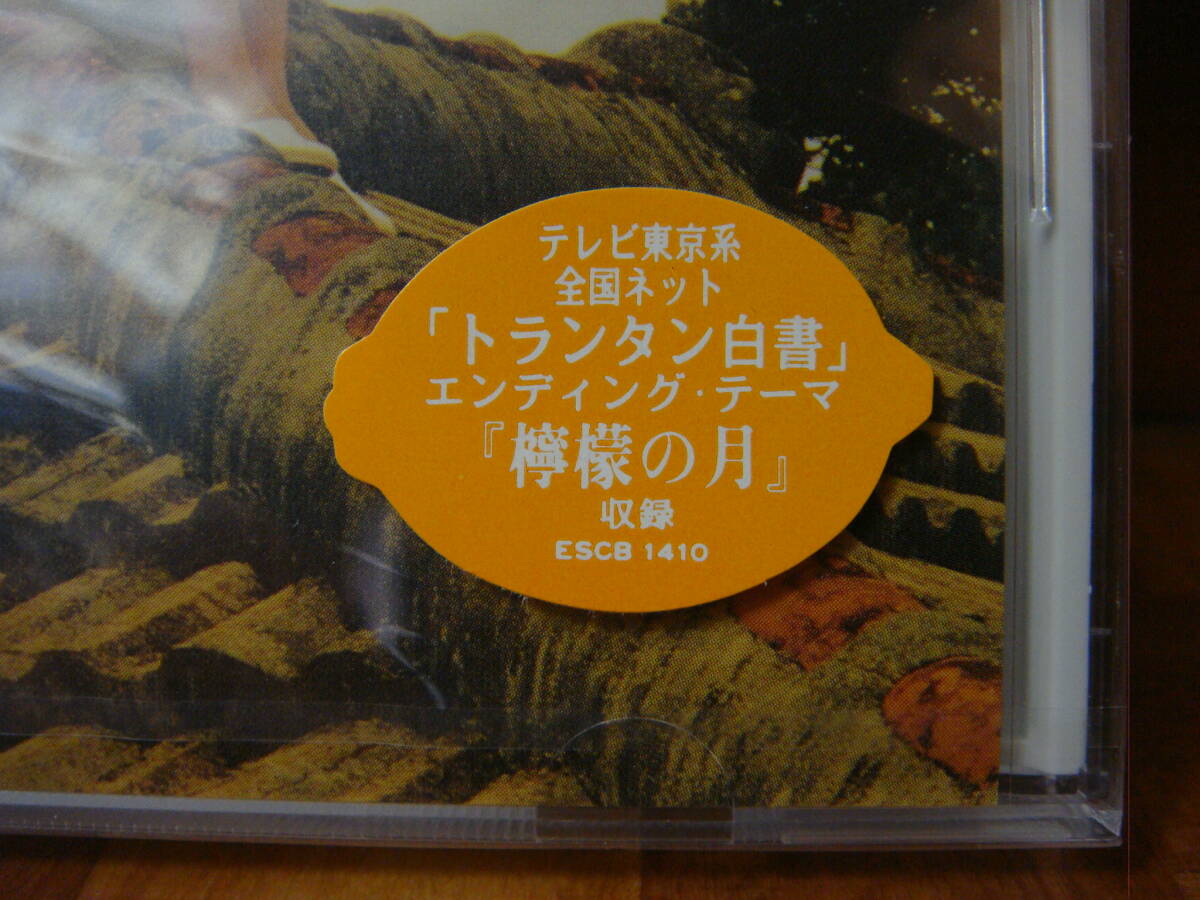 テレビ東京系
全国ネット
「トランタン白書」
エンディング・テーマ
『檸檬の月』
収録
ESCB 1410